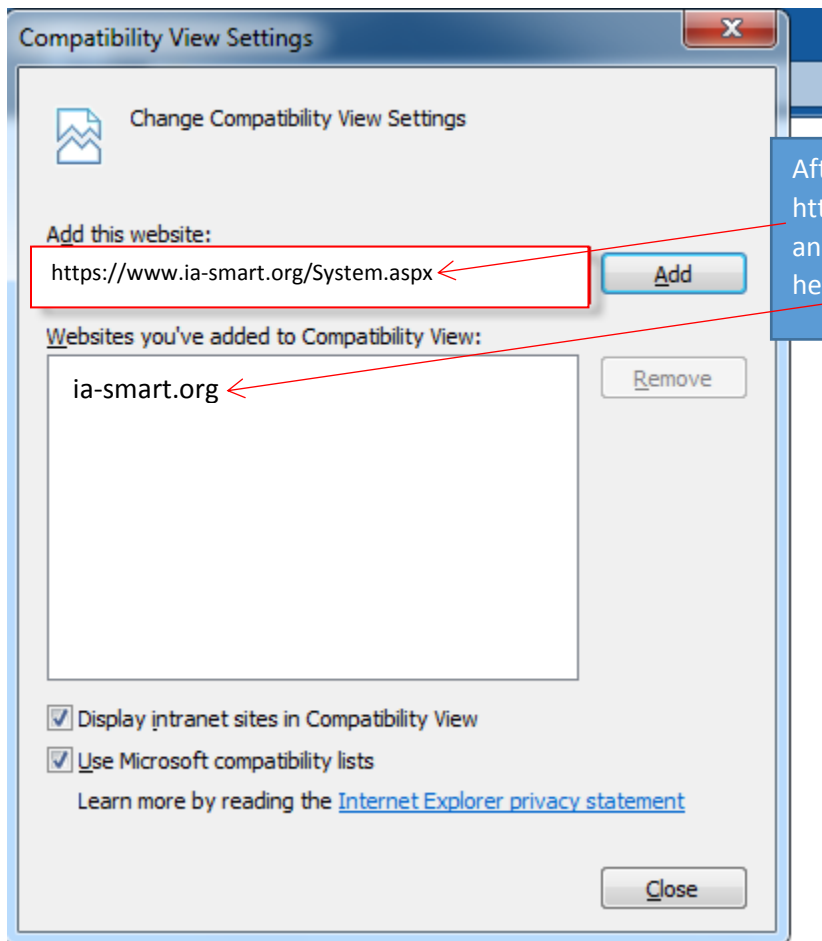 Compatibility View Settings
Change Compatibility View Settings
Add this website:
https://www.ia-smart.org/System.aspx
Add
Websites you've added to Compatibility View:
ia-smart.org
Remove
Display intranet sites in Compatibility View
Use Microsoft compatibility lists
Learn more by reading the Internet Explorer privacy statement
Close